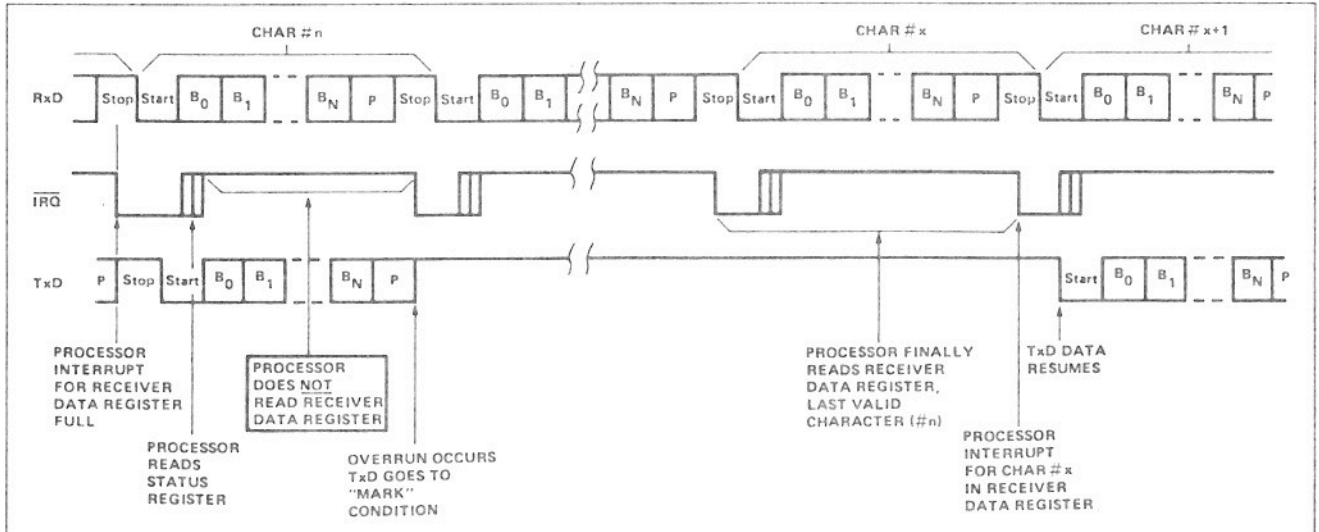 CHAR #n CHAR #x CHAR #x+1
RxD Stop Start B0 B1 BN P Stop Start B0 B1 BN P Stop Start B0 B1 BN P Stop Start B0 B1 BN P
IRQ
TxD P Stop Start B0 B1 BN P Start B0 B1 BN P
PROCESSOR
INTERRUPT
FOR RECEIVER
DATA REGISTER
FULL
PROCESSOR
READS
STATUS
REGISTER
PROCESSOR
DOES NOT
READ RECEIVER
DATA REGISTER
OVERRUN OCCURS
TxD GOES TO
"MARK"
CONDITION
PROCESSOR FINALLY
READS RECEIVER
DATA REGISTER,
LAST VALID
CHARACTER (#n)
PROCESSOR
INTERRUPT
FOR CHAR #x
IN RECEIVER
DATA REGISTER
TxD DATA
RESUMES